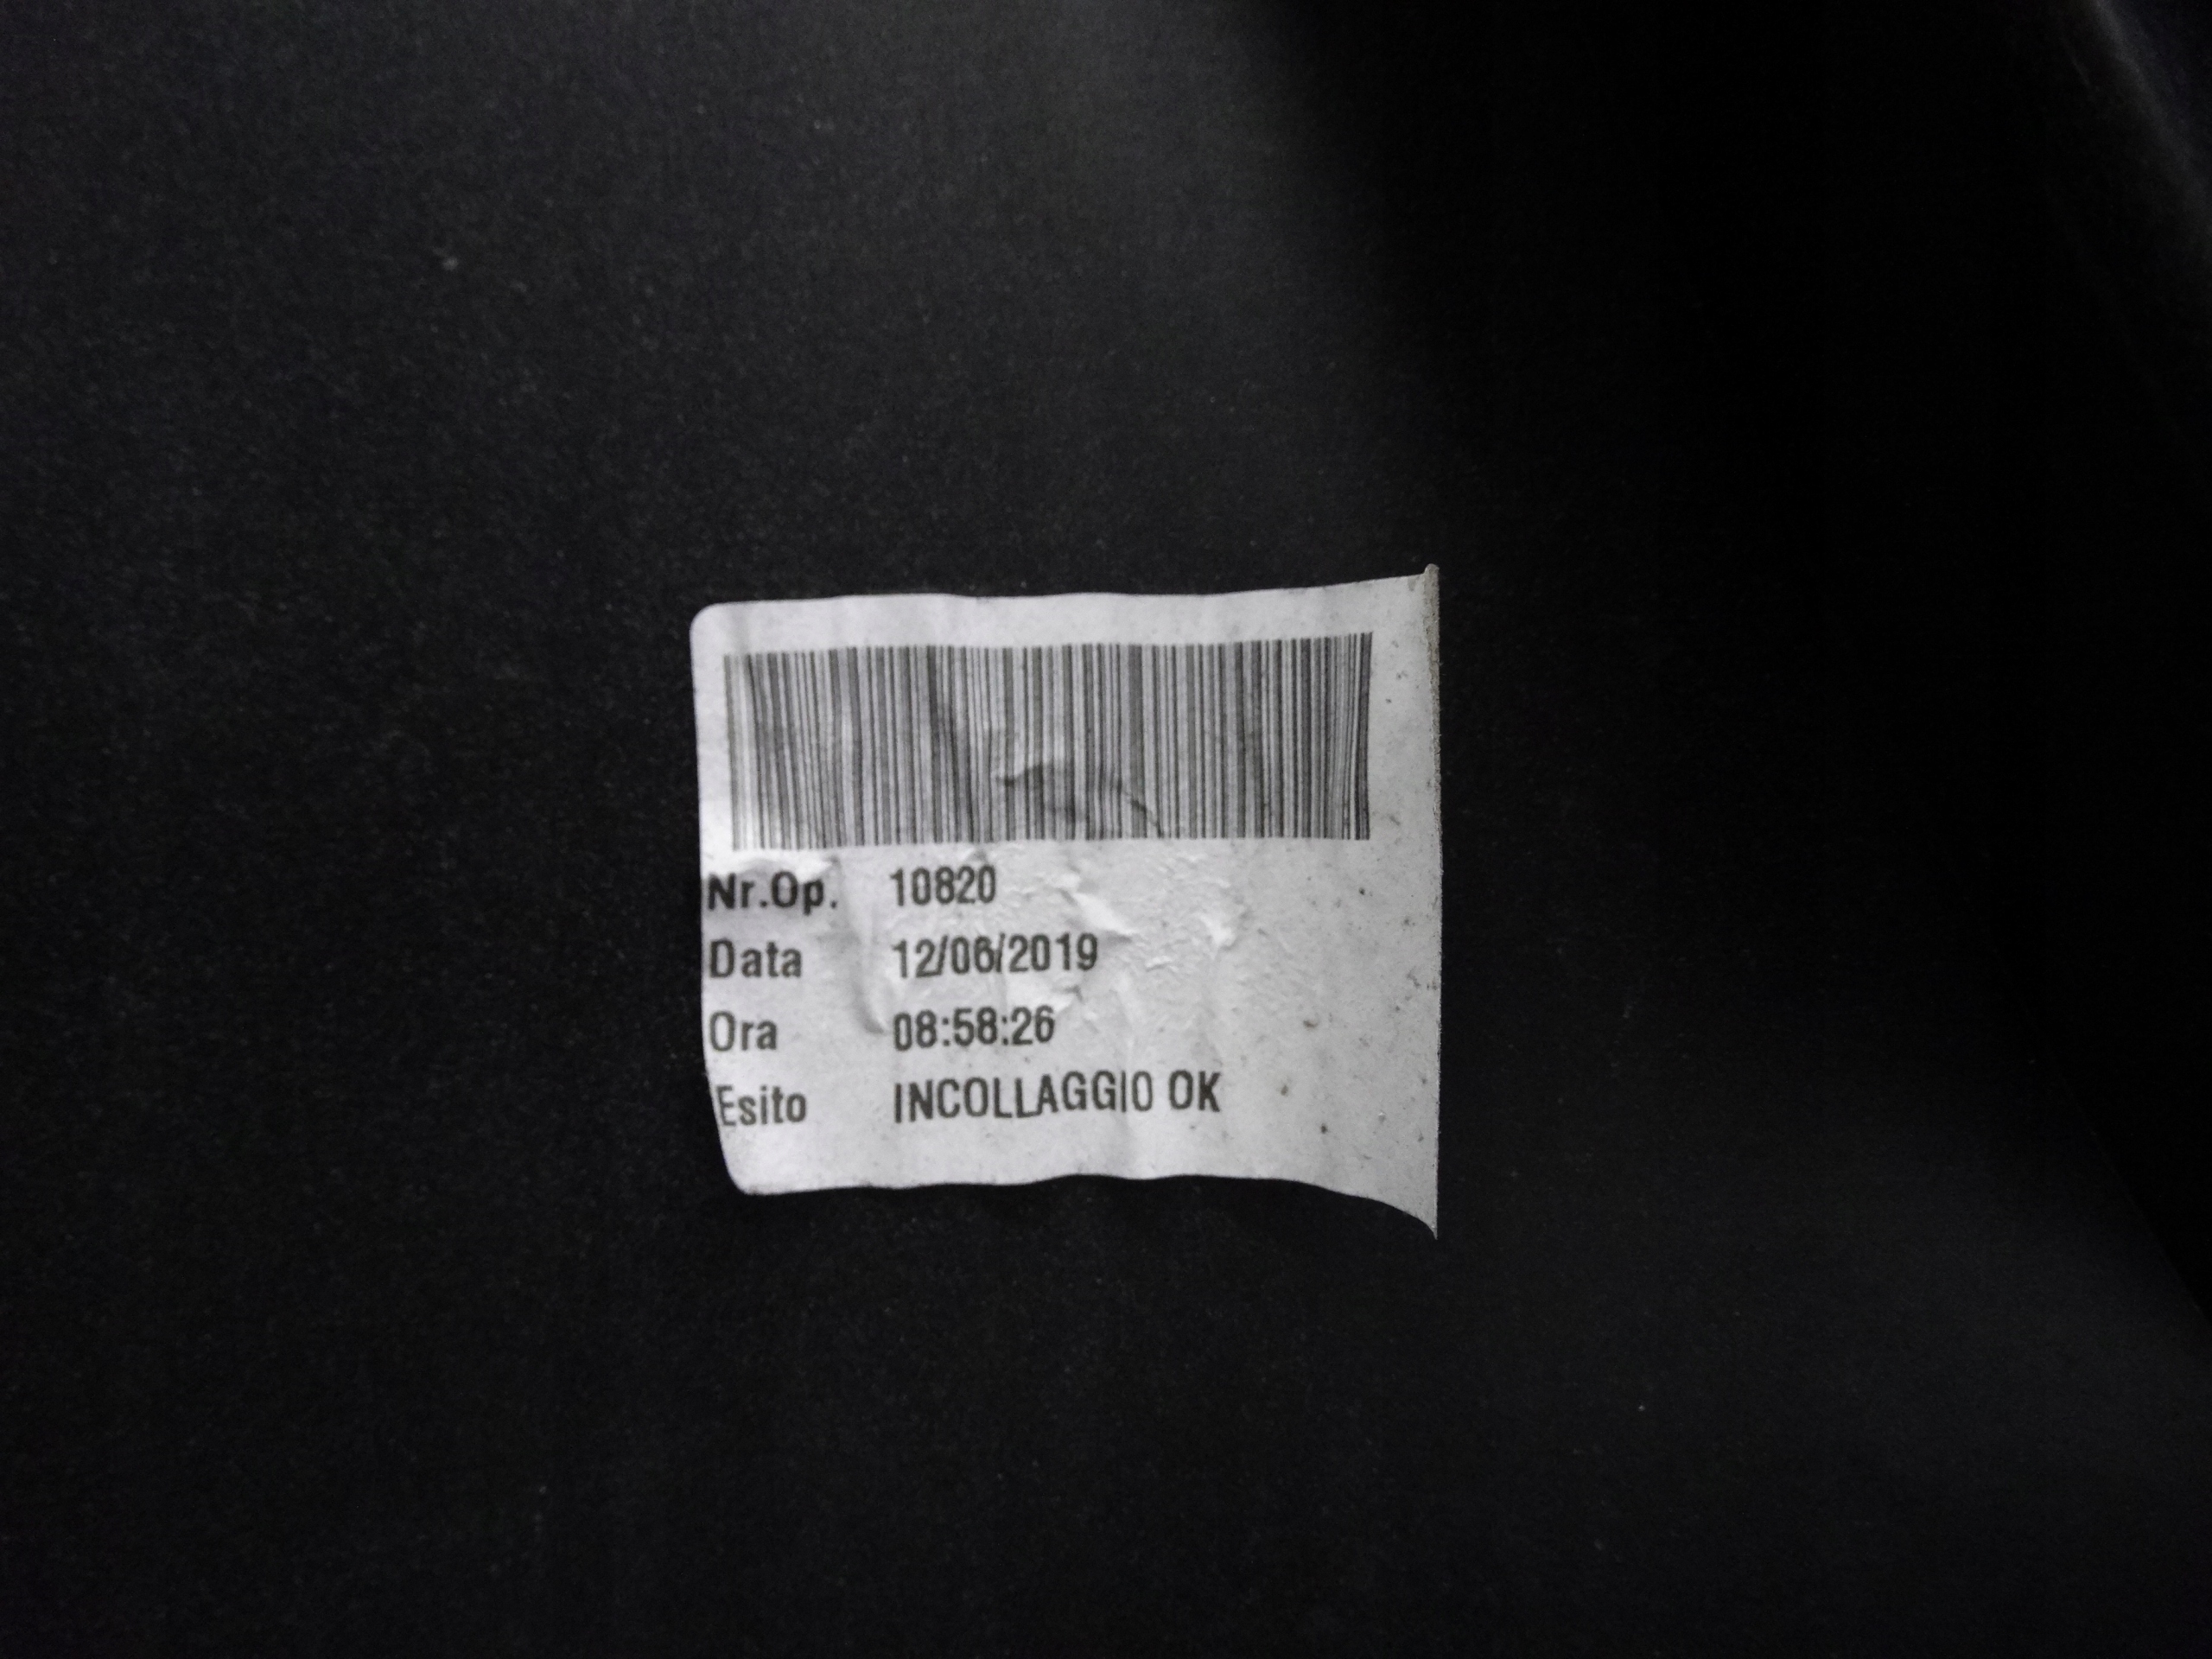 Nr.Op. 10820
Data 12/06/2019
Ora 08:58:26
Esito INCOLLAGGIO OK